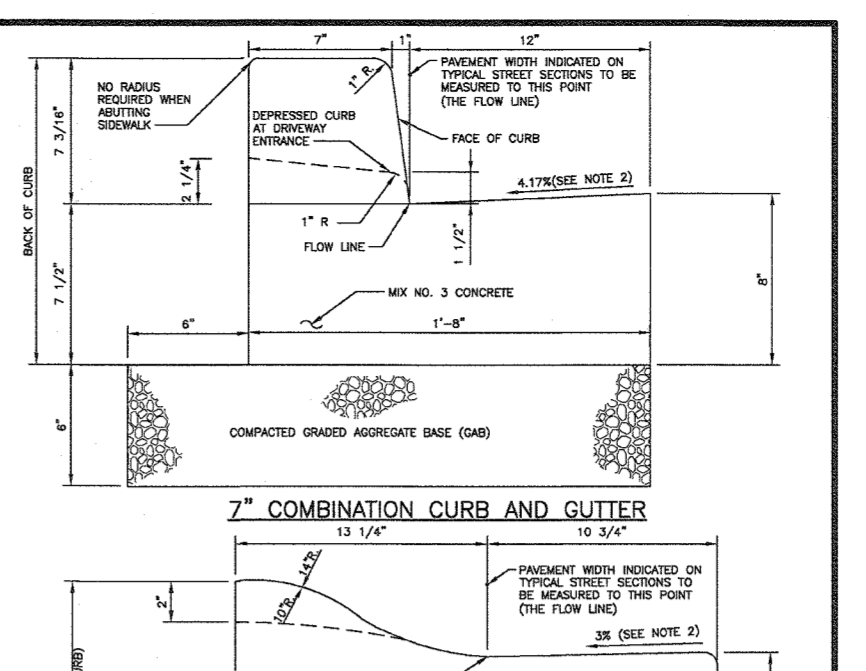 7" 1" 12"
PAVEMENT WIDTH INDICATED ON
TYPICAL STREET SECTIONS TO BE
MEASURED TO THIS POINT
(THE FLOW LINE)
NO RADIUS
REQUIRED WHEN
ABUTTING
SIDEWALK
1" R.
DEPRESSED CURB
AT DRIVEWAY
ENTRANCE
FACE OF CURB
BACK OF CURB
7 3/16"
2 1/4"
4.17%(SEE NOTE 2)
1" R
FLOW LINE
1 1/2"
7 1/2"
8"
MIX NO. 3 CONCRETE
6"
1'-8"
6"
COMPACTED GRADED AGGREGATE BASE (GAB)
7" COMBINATION CURB AND GUTTER
13 1/4" 10 3/4"
14"R.
10"R.
2"
PAVEMENT WIDTH INDICATED ON
TYPICAL STREET SECTIONS TO
BE MEASURED TO THIS POINT
(THE FLOW LINE)
3% (SEE NOTE 2)